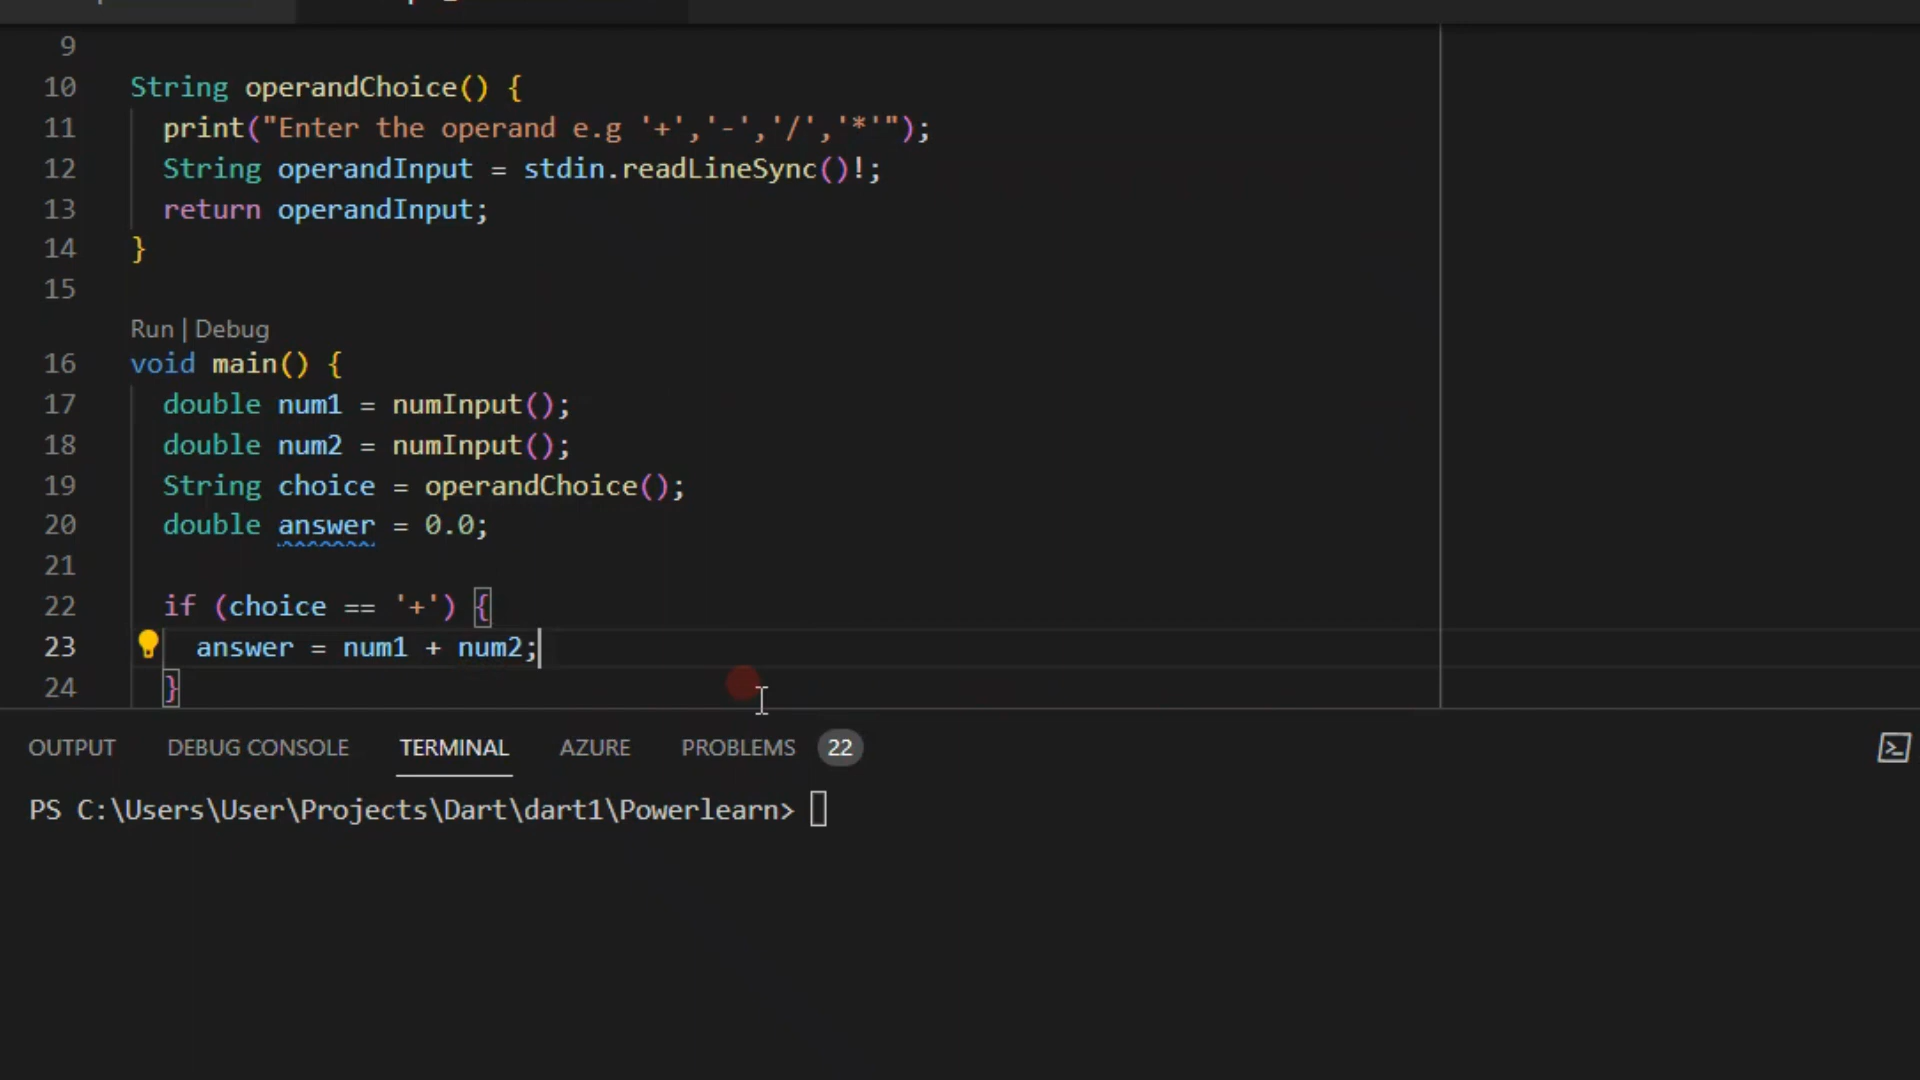 9
10 String operandChoice() {
11 print("Enter the operand e.g '+','-','/','*'");
12 String operandInput = stdin.readLineSync()!;
13 return operandInput;
14 }
15
Run | Debug
16 void main() {
17 double num1 = numInput();
18 double num2 = numInput();
19 String choice = operandChoice();
20 double answer = 0.0;
21
22 if (choice == '+') {
23 answer = num1 + num2;
24 }
OUTPUT DEBUG CONSOLE TERMINAL AZURE PROBLEMS 22
PS C:\Users\User\Projects\Dart\dart1\Powerlearn>